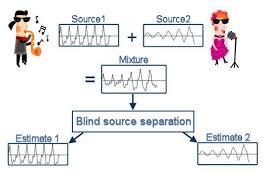 Source1
Source2
+
=
Mixture
Blind source separation
Estimate 1
Estimate 2